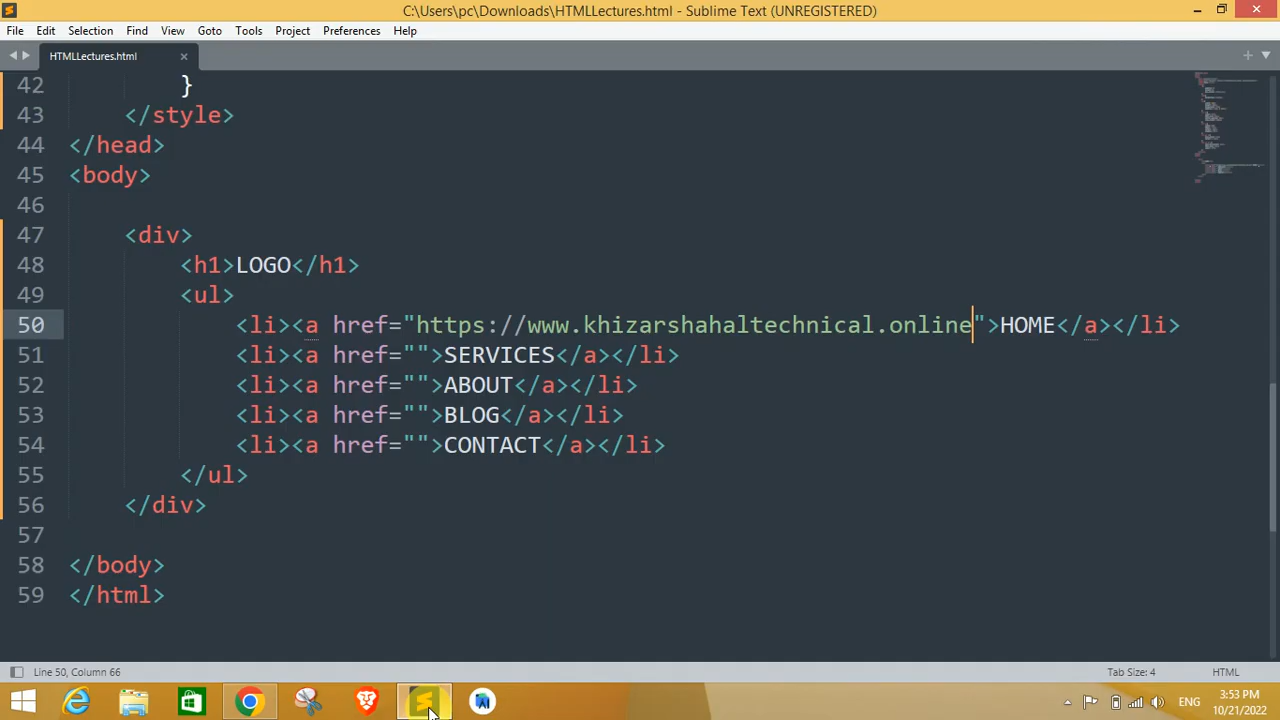 C:\Users\pc\Downloads\HTMLLectures.html - Sublime Text (UNREGISTERED)
File Edit Selection Find View Goto Tools Project Preferences Help
HTMLLectures.html
42 }
43 </style>
44 </head>
45 <body>
46
47 <div>
48 <h1>LOGO</h1>
49 <ul>
50 <li><a href="https://www.khizarshahaltechnical.online">HOME</a></li>
51 <li><a href="">SERVICES</a></li>
52 <li><a href="">ABOUT</a></li>
53 <li><a href="">BLOG</a></li>
54 <li><a href="">CONTACT</a></li>
55 </ul>
56 </div>
57
58 </body>
59 </html>
Line 50, Column 66 Tab Size: 4 HTML
ENG
3:53 PM
10/21/2022